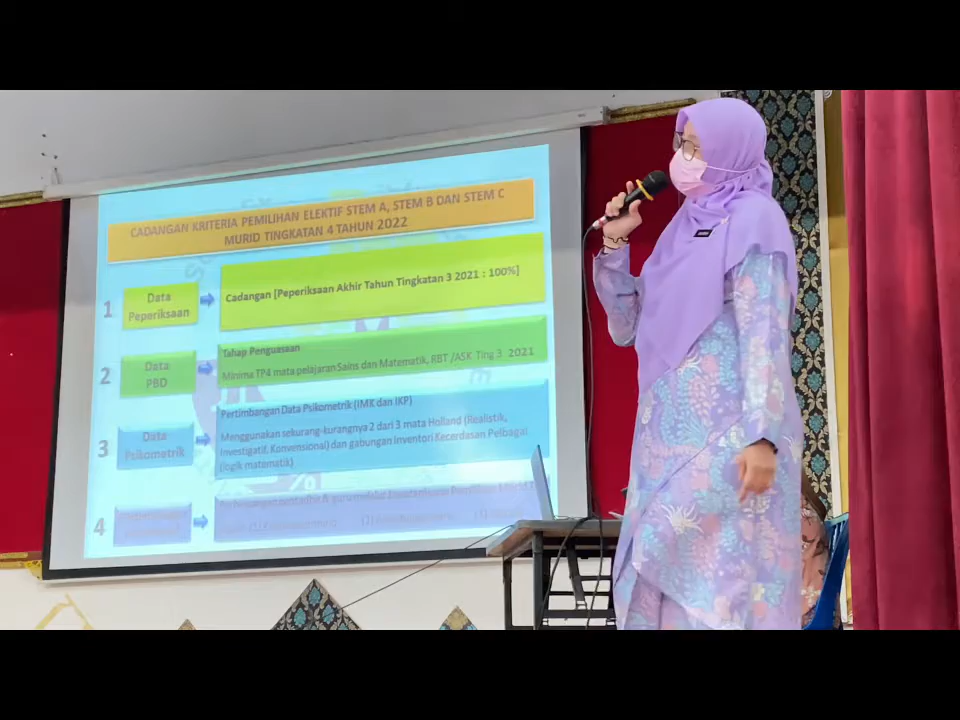 CADANGAN KRITERIA PEMILIHAN ELEKTIF STEM A, STEM B DAN STEM C
MURID TINGKATAN 4 TAHUN 2022
1
Data
Peperiksaan
Cadangan [Peperiksaan Akhir Tahun Tingkatan 3 2021 : 100%]
2
Data
PBD
Tahap Penguasaan
Minima TP4 mata pelajaran Sains dan Matematik, RBT /ASK Ting 3 2021
3
Data
Psikometrik
Pertimbangan Data Psikometrik (IMK dan IKP)
Menggunakan sekurang-kurangnya 2 dari 3 mata Holland (Realistik,
Investigatif, Konvensional) dan gabungan Inventori Kecerdasan Pelbagai
(logik matematik)
4